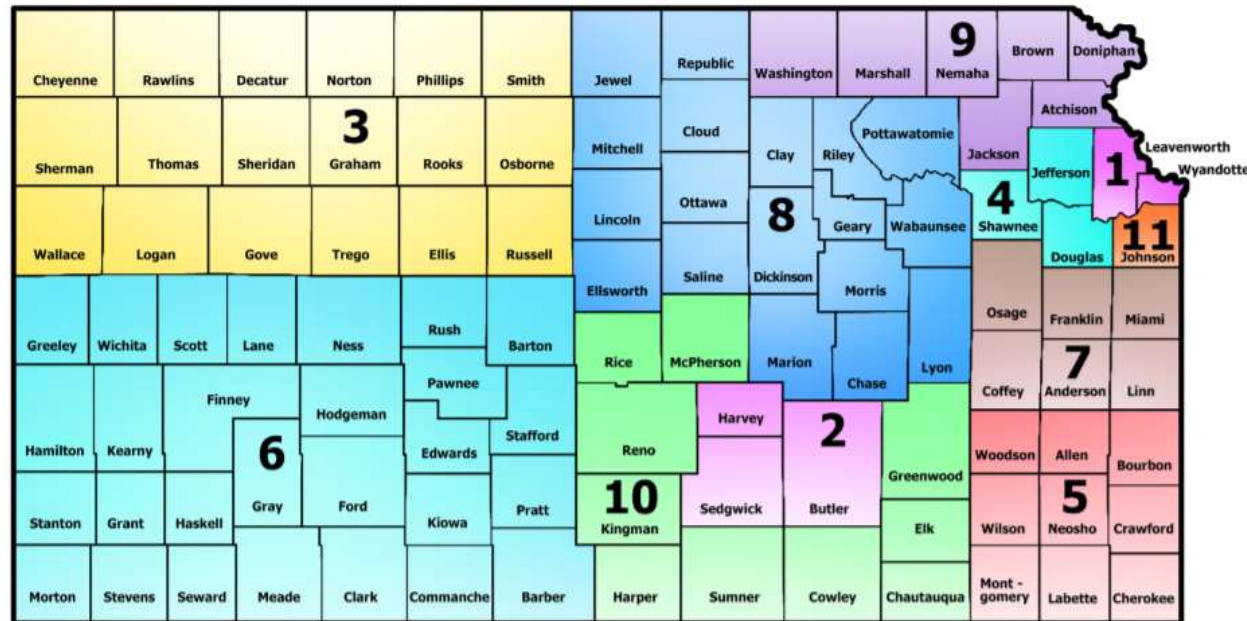 9
Cheyenne Rawlins Decatur Norton Phillips Smith Jewel Republic Washington Marshall Nemaha Brown Doniphan
3
Sherman Thomas Sheridan Graham Rooks Osborne Mitchell Cloud Clay Riley Pottawatomie Jackson Atchison
Jefferson 1 Leavenworth
Wyandotte
Wallace Logan Gove Trego Ellis Russell Lincoln Ottawa 8 Geary Wabaunsee 4 Shawnee Douglas 11 Johnson
Ellsworth Saline Dickinson Morris
Greeley Wichita Scott Lane Ness Rush Barton Rice McPherson Marion Chase Lyon Osage Franklin Miami
Pawnee
7
Coffey Anderson Linn
Finney Hodgeman
Hamilton Kearny 6 Edwards Stafford Reno Harvey 2 Greenwood Woodson Allen Bourbon
Stanton Grant Haskell Gray Ford Kiowa Pratt 10 Kingman Sedgwick Butler Elk Wilson 5 Neosho Crawford
Morton Stevens Seward Meade Clark Commanche Barber Harper Sumner Cowley Chautauqua Mont -
gomery Labette Cherokee